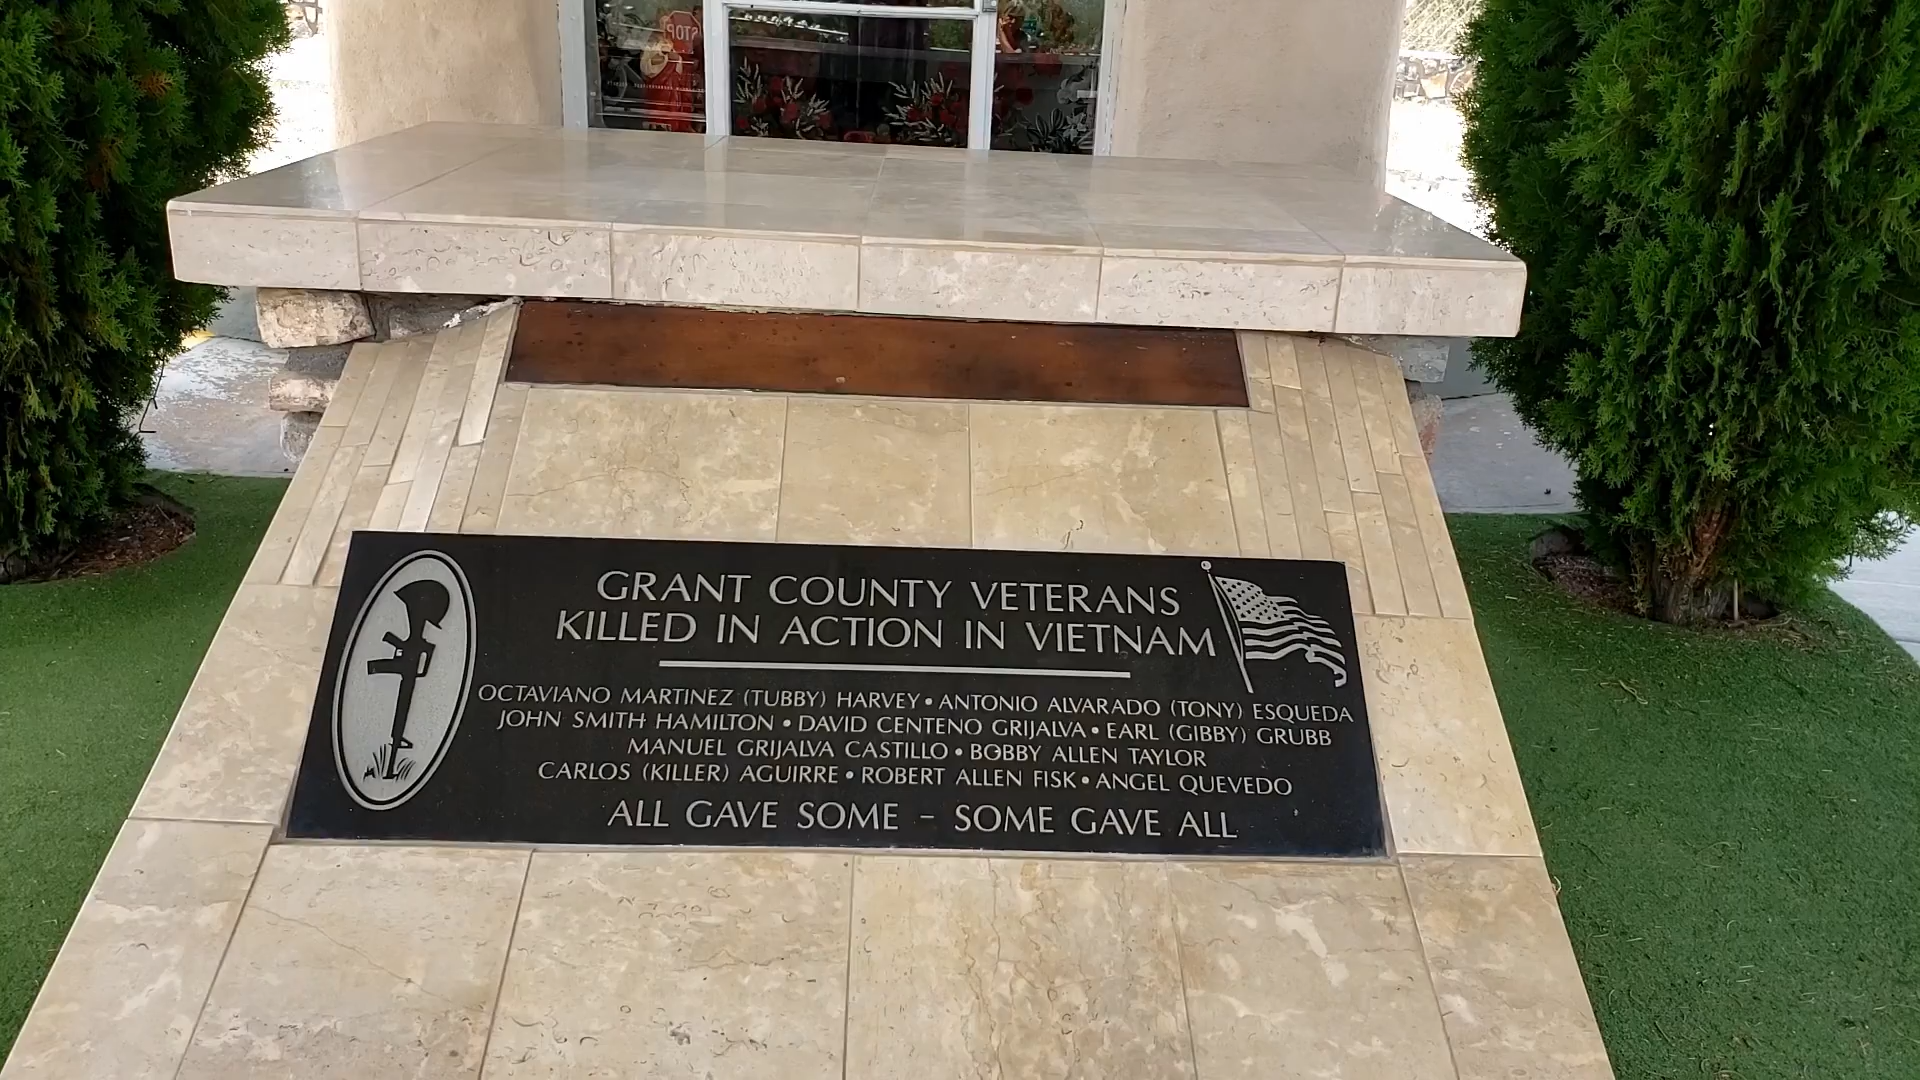 STOP
GRANT COUNTY VETERANS
KILLED IN ACTION IN VIETNAM
OCTAVIANO MARTINEZ (TUBBY) HARVEY • ANTONIO ALVARADO (TONY) ESQUEDA
JOHN SMITH HAMILTON • DAVID CENTENO GRIJALVA • EARL (GIBBY) GRUBB
MANUEL GRIJALVA CASTILLO • BOBBY ALLEN TAYLOR
CARLOS (KILLER) AGUIRRE • ROBERT ALLEN FISK • ANGEL QUEVEDO
ALL GAVE SOME - SOME GAVE ALL